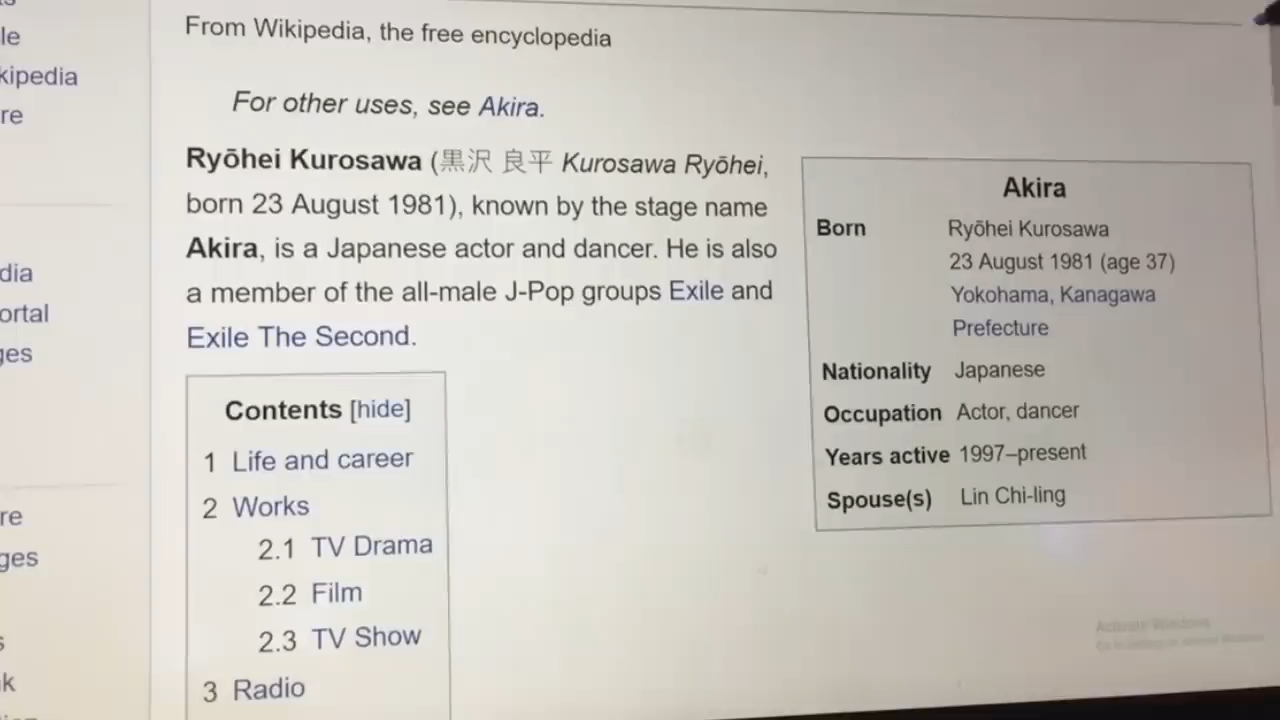 le
kipedia
re
dia
ortal
ges
re
ges
s
k
From Wikipedia, the free encyclopedia
For other uses, see Akira.
Ryōhei Kurosawa (黒沢 良平 Kurosawa Ryōhei,
born 23 August 1981), known by the stage name
Akira, is a Japanese actor and dancer. He is also
a member of the all-male J-Pop groups Exile and
Exile The Second.
Contents [hide]
1 Life and career
2 Works
2.1 TV Drama
2.2 Film
2.3 TV Show
3 Radio
Akira
Born Ryōhei Kurosawa
23 August 1981 (age 37)
Yokohama, Kanagawa
Prefecture
Nationality Japanese
Occupation Actor, dancer
Years active 1997–present
Spouse(s) Lin Chi-ling
Activate Windows